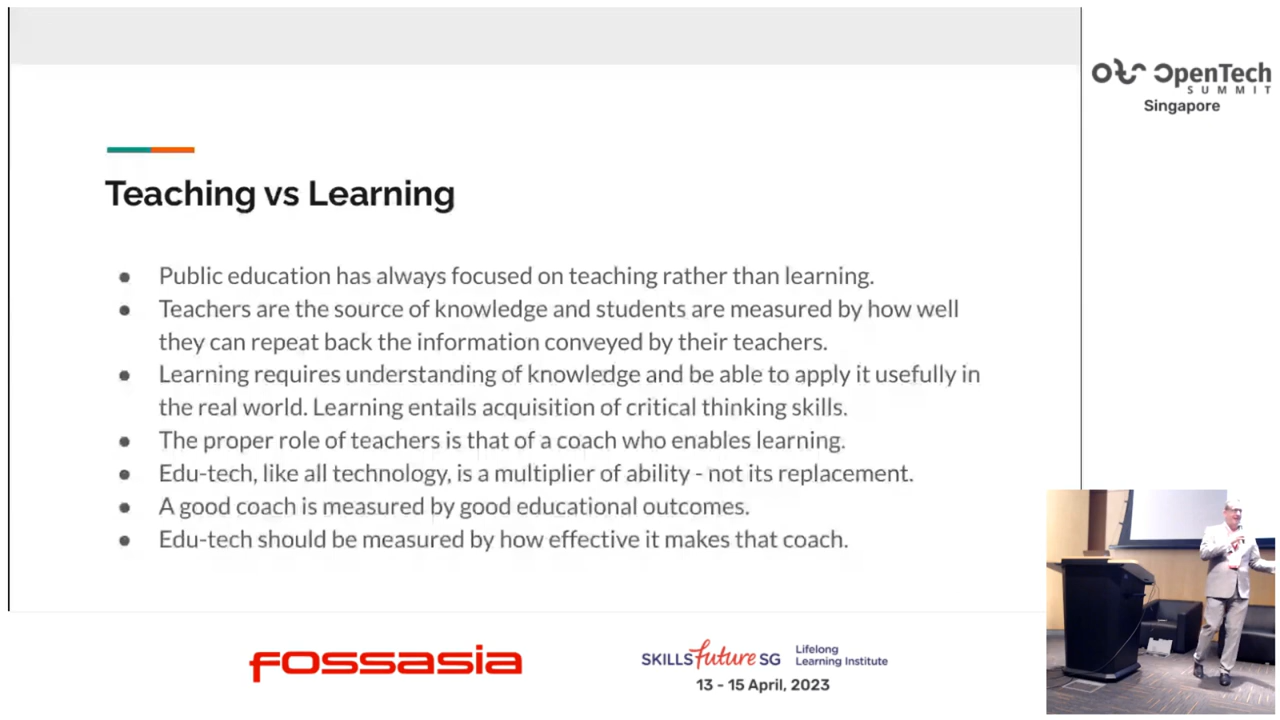 OpenTech
SUMMIT
Singapore
Teaching vs Learning
● Public education has always focused on teaching rather than learning.
● Teachers are the source of knowledge and students are measured by how well
they can repeat back the information conveyed by their teachers.
● Learning requires understanding of knowledge and be able to apply it usefully in
the real world. Learning entails acquisition of critical thinking skills.
● The proper role of teachers is that of a coach who enables learning.
● Edu-tech, like all technology, is a multiplier of ability - not its replacement.
● A good coach is measured by good educational outcomes.
● Edu-tech should be measured by how effective it makes that coach.
fossasia
SKILLSfuture SG
Lifelong
Learning Institute
13 - 15 April, 2023